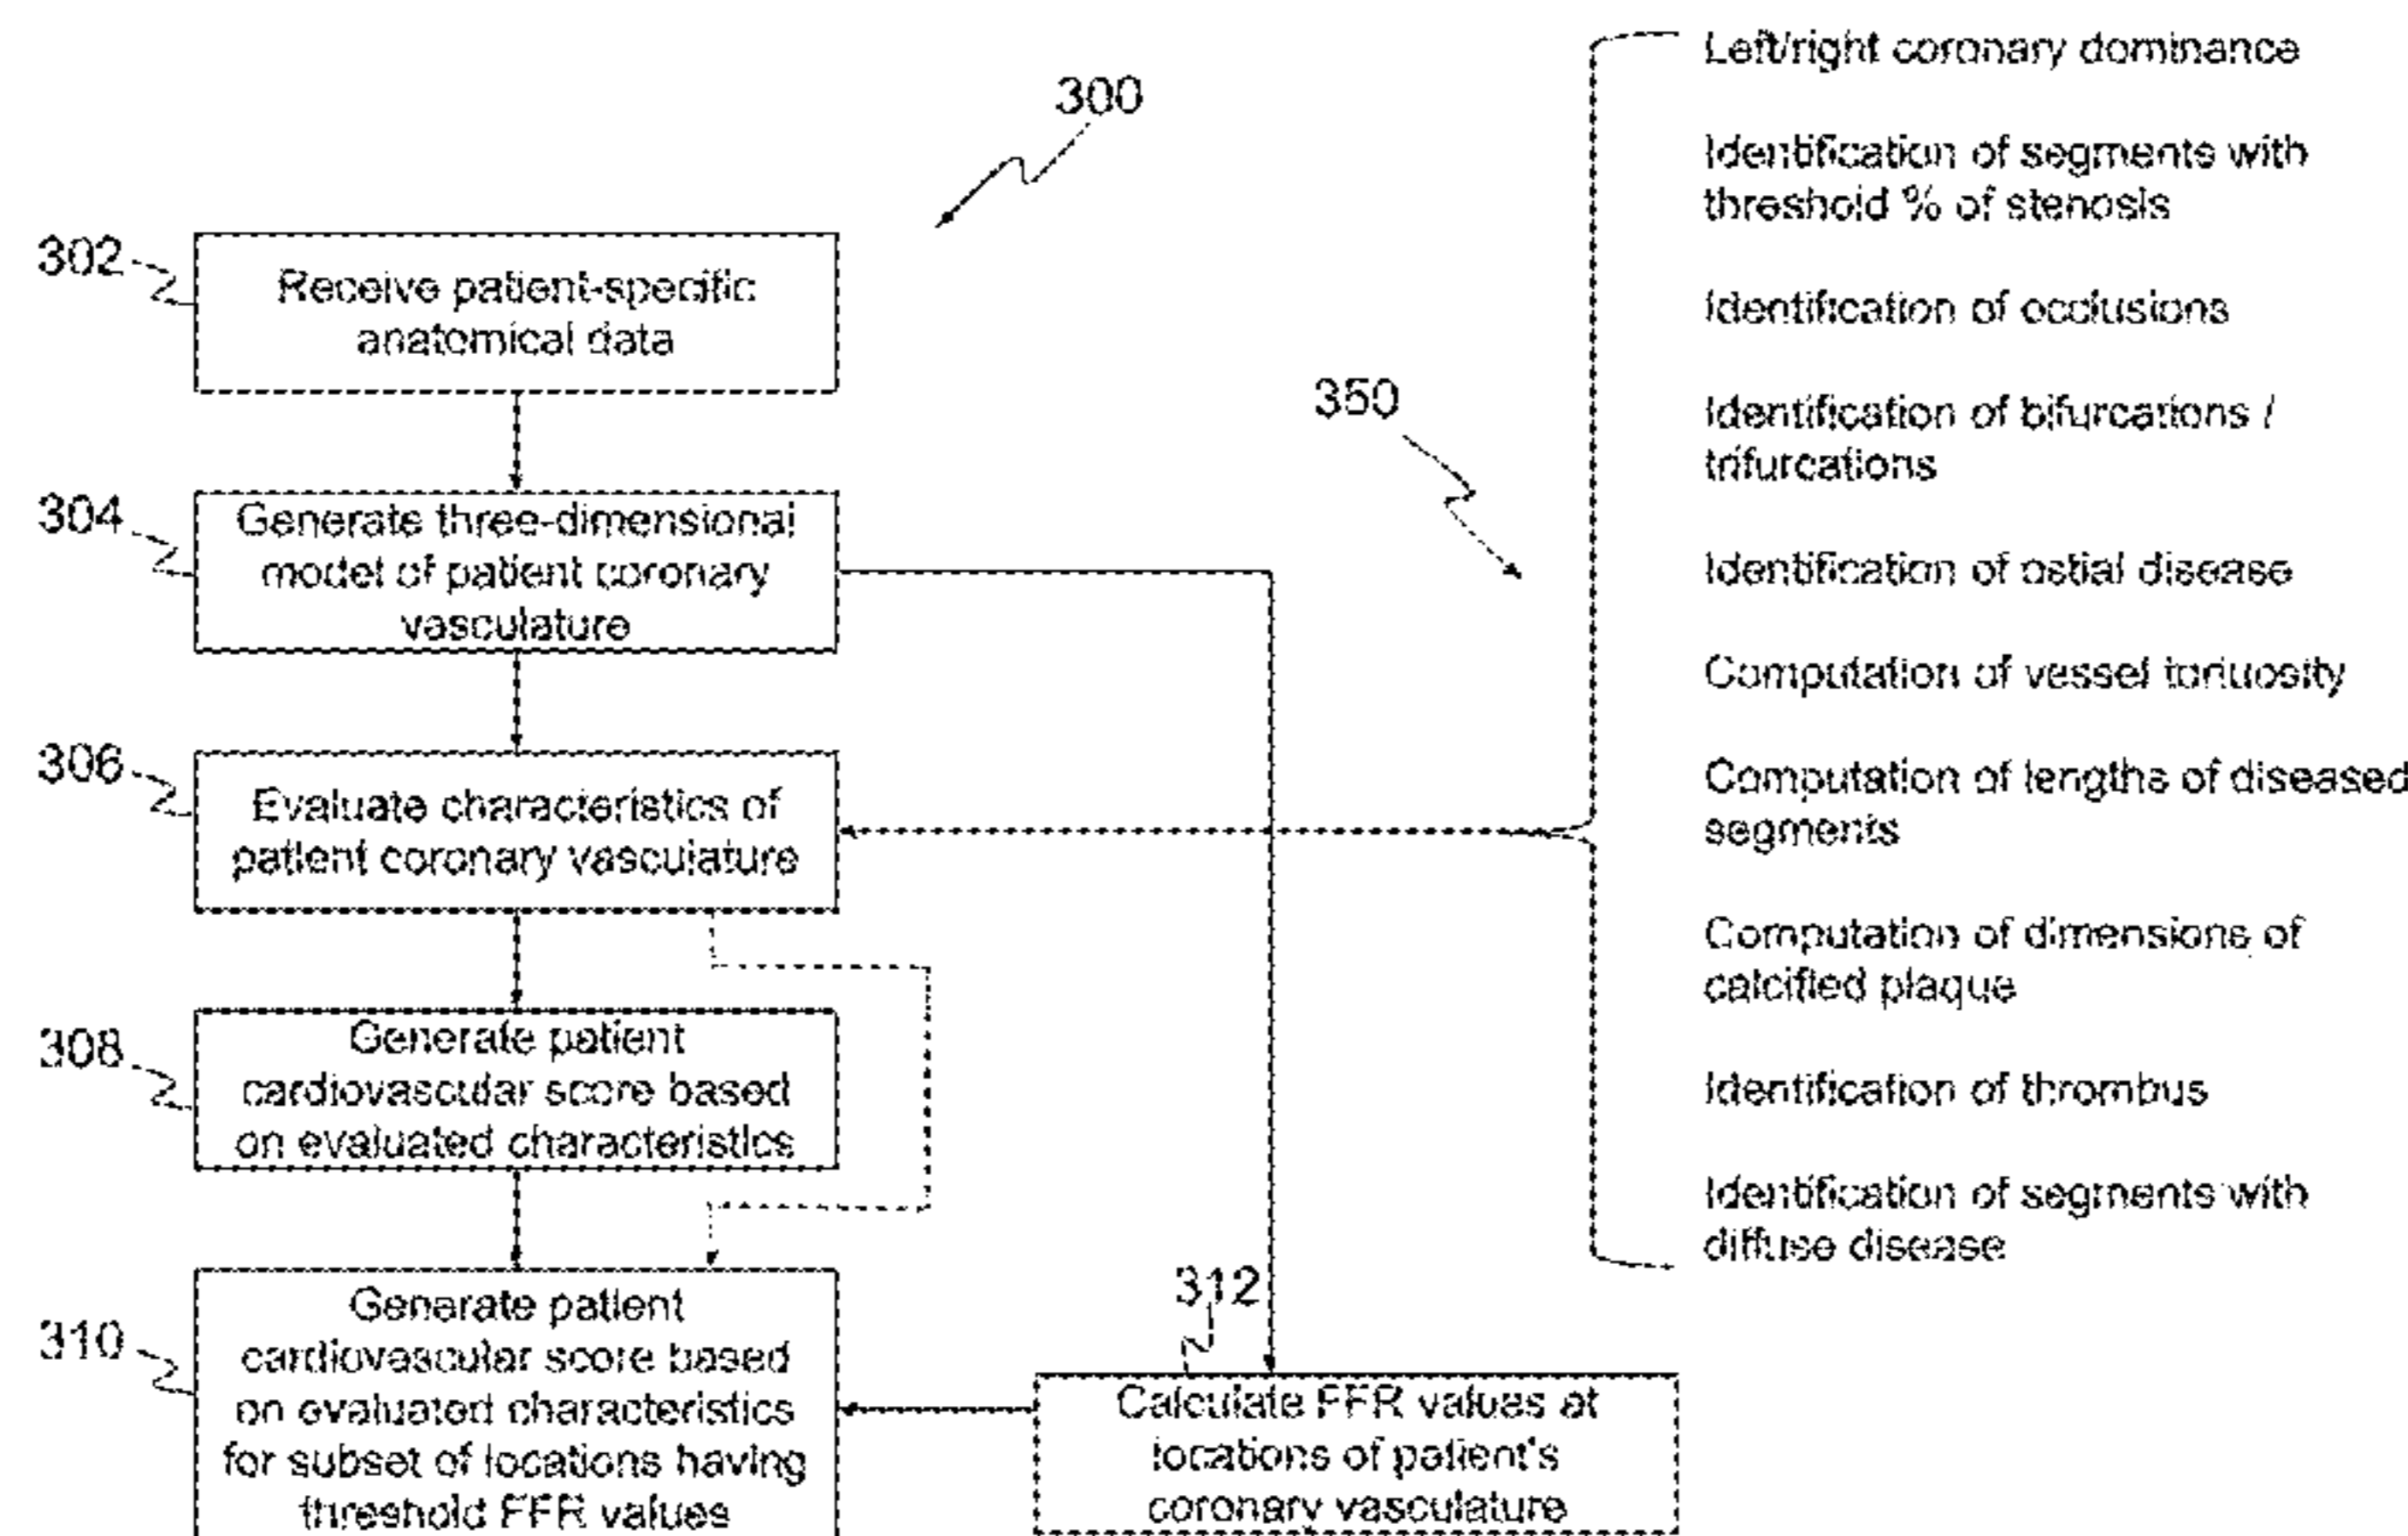 300
302
Receive patient-specific
anatomical data
304
Generate three-dimensional
model of patient coronary
vasculature
306
Evaluate characteristics of
patient coronary vasculature
308
Generate patient
cardiovascular score based
on evaluated characteristics
310
Generate patient
cardiovascular score based
on evaluated characteristics
for subset of locations having
threshold FFR values
312
Calculate FFR values at
locations of patient's
coronary vasculature
350
Left/right coronary dominance
Identification of segments with
threshold % of stenosis
Identification of occlusions
Identification of bifurcations /
trifurcations
Identification of ostial disease
Computation of vessel tortuosity
Computation of lengths of diseased
segments
Computation of dimensions of
calcified plaque
Identification of thrombus
Identification of segments with
diffuse disease